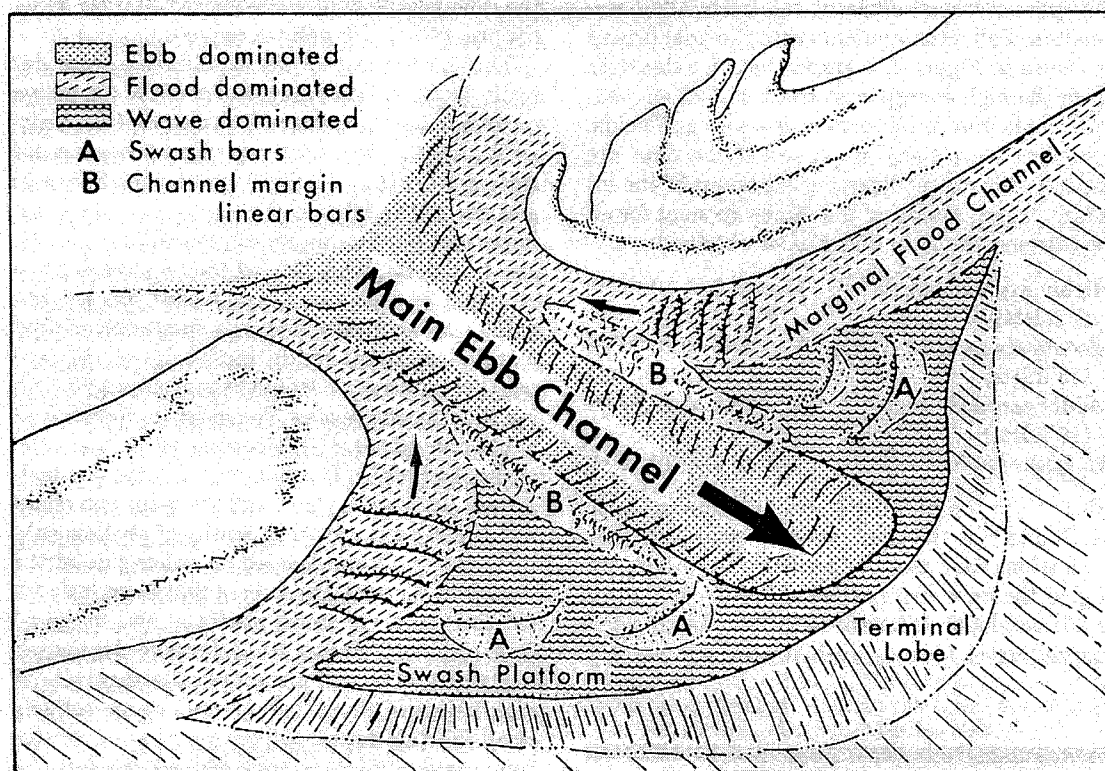 Ebb dominated
Flood dominated
Wave dominated
A Swash bars
B Channel margin
linear bars
Marginal Flood Channel
Main Ebb Channel
B
A
B
A
A
Swash Platform
Terminal
Lobe